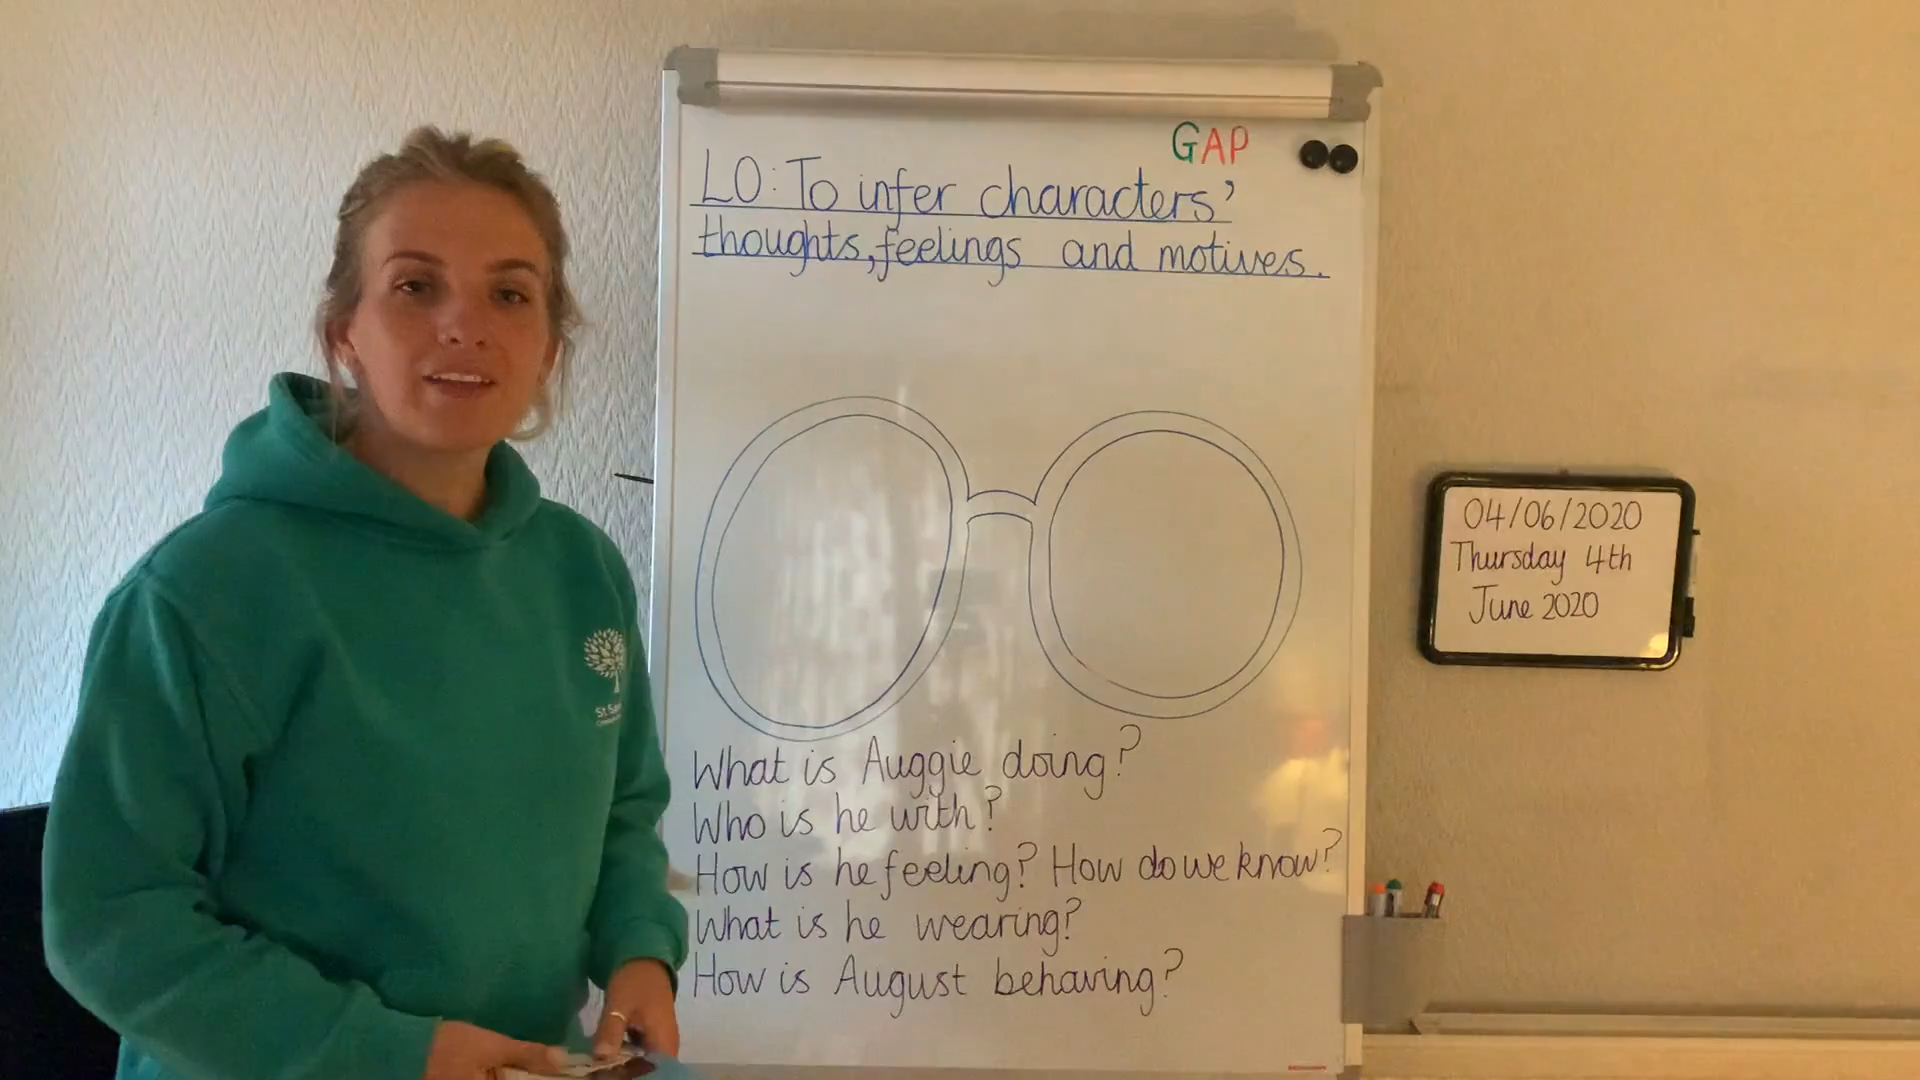 GAP
LO: To infer characters'
thoughts, feelings and motives.
What is Auggie doing?
Who is he with?
How is he feeling? How do we know?
What is he wearing?
How is August behaving?
04/06/2020
Thursday 4th
June 2020
St